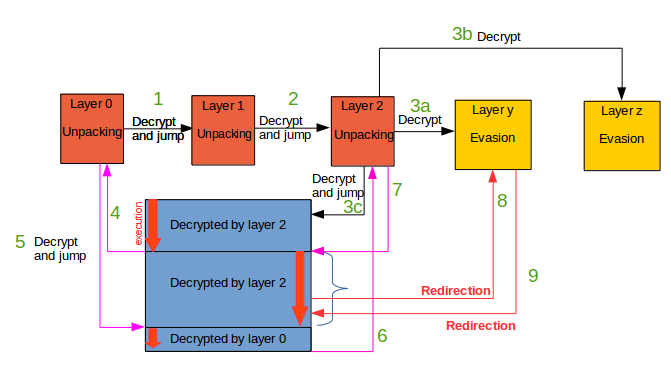 3b Decrypt
Layer 0
Unpacking
1
Decrypt
and jump
Layer 1
Unpacking
2
Decrypt
and jump
Layer 2
Unpacking
3a
Decrypt
Layer y
Evasion
Layer z
Evasion
Decrypt
and jump
3c
7
4
execution
5 Decrypt
and jump
Decrypted by layer 2
8
Decrypted by layer 2
9
Redirection
Redirection
Decrypted by layer 0
6